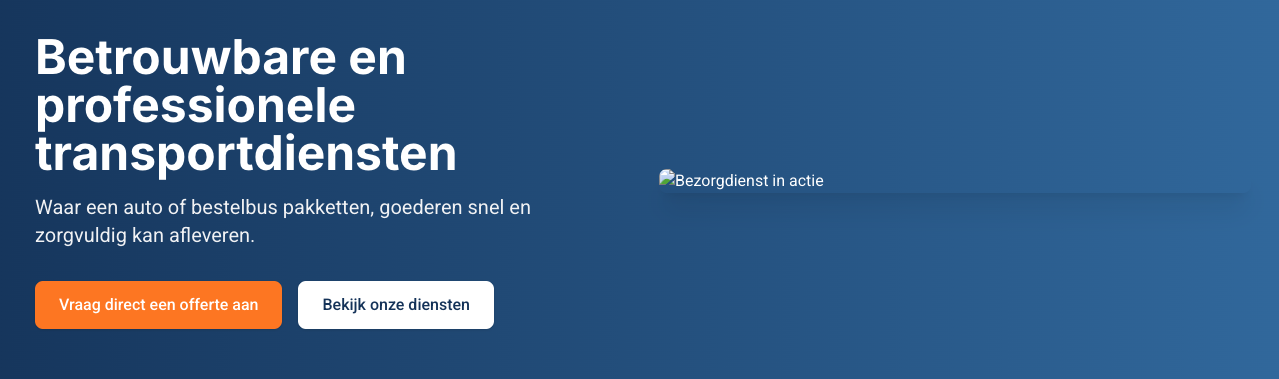 Betrouwbare en
professionele
transportdiensten
Waar een auto of bestelbus pakketten, goederen snel en
zorgvuldig kan afleveren.
Vraag direct een offerte aan
Bekijk onze diensten
Bezorgdienst in actie